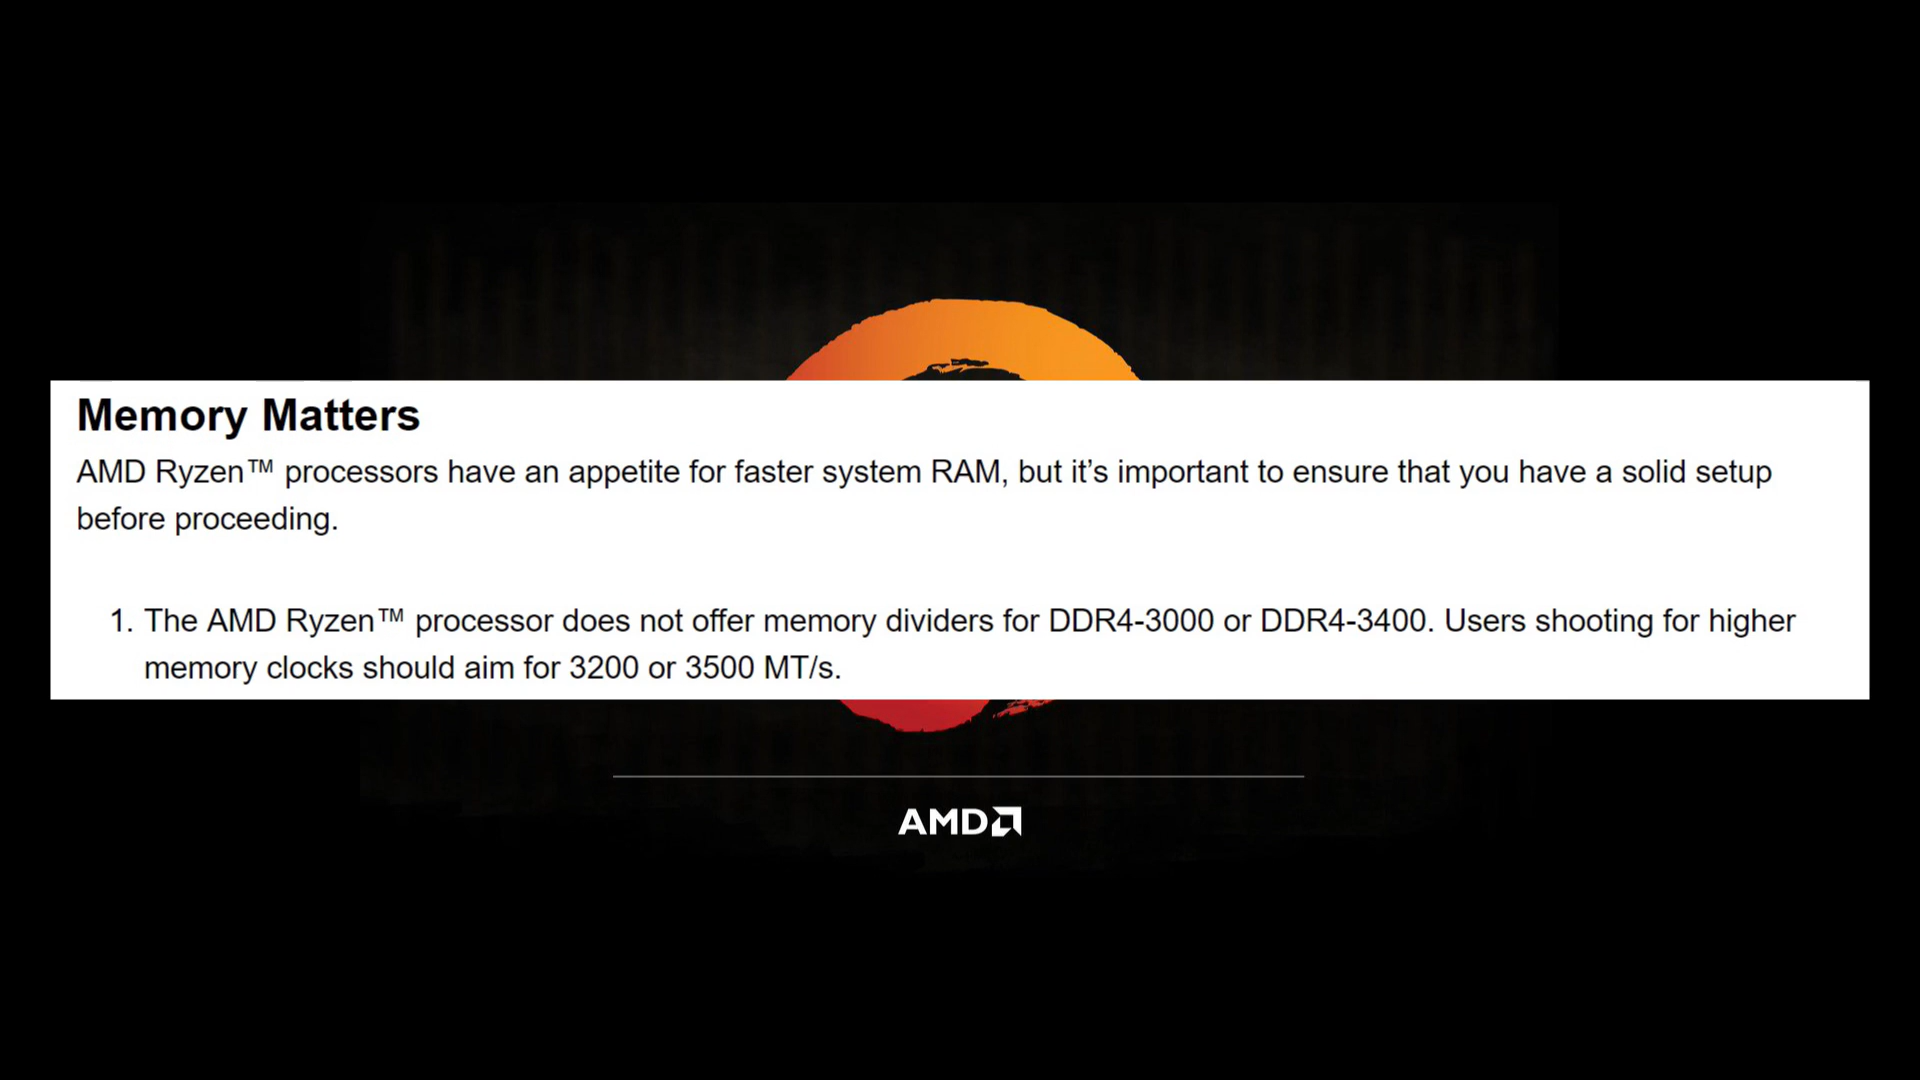 Memory Matters
AMD Ryzen™ processors have an appetite for faster system RAM, but it’s important to ensure that you have a solid setup
before proceeding.
1. The AMD Ryzen™ processor does not offer memory dividers for DDR4-3000 or DDR4-3400. Users shooting for higher
memory clocks should aim for 3200 or 3500 MT/s.
AMD